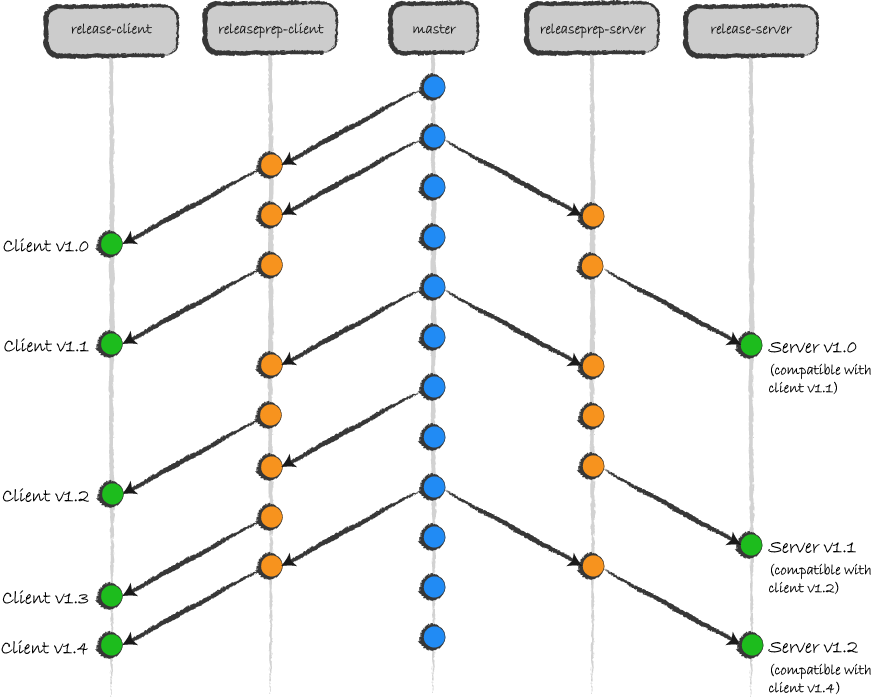 release-client
releaseprep-client
master
releaseprep-server
release-server
Client v1.0
Client v1.1
Server v1.0
(compatible with
client v1.1)
Client v1.2
Server v1.1
(compatible with
client v1.2)
Client v1.3
Client v1.4
Server v1.2
(compatible with
client v1.4)